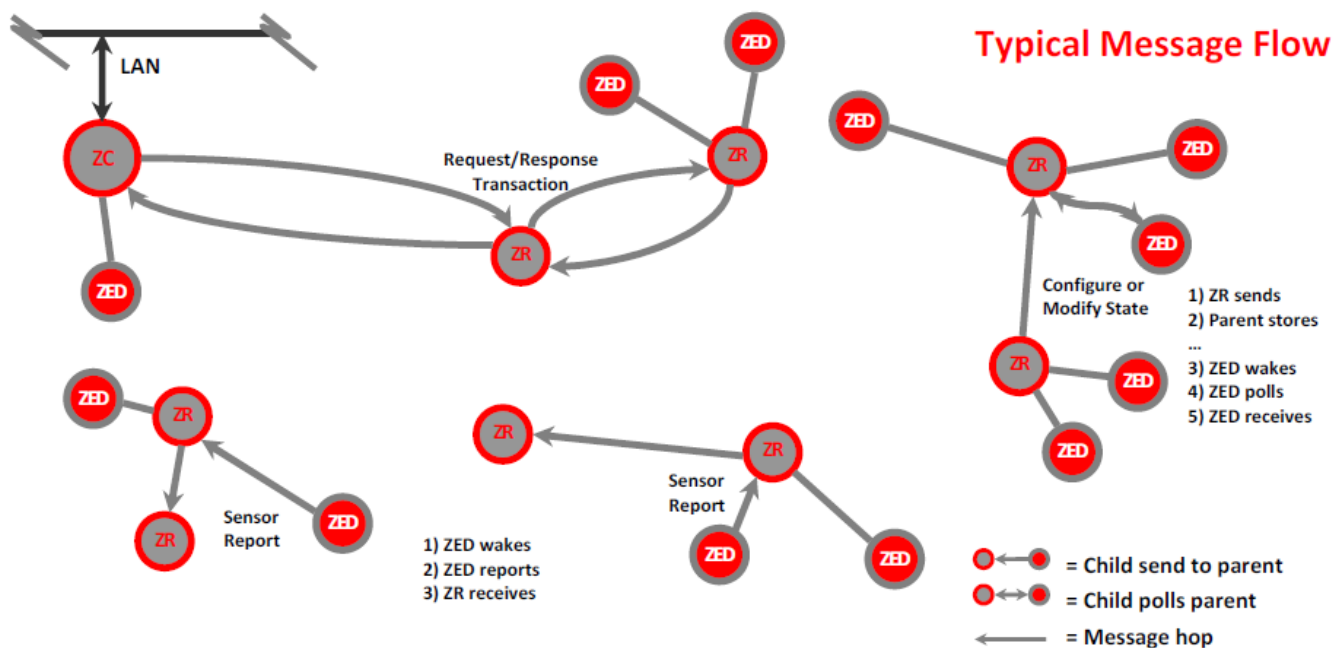 Typical Message Flow
LAN
ZC
ZED
Request/Response
Transaction
ZR
ZR
ZED
ZED
ZED
ZR
ZED
ZED
Configure or
Modify State
ZR
ZED
ZED
1) ZR sends
2) Parent stores
...
3) ZED wakes
4) ZED polls
5) ZED receives
ZED
ZR
ZR
Sensor
Report
ZED
1) ZED wakes
2) ZED reports
3) ZR receives
ZR
ZR
Sensor
Report
ZED
ZED
= Child send to parent
= Child polls parent
= Message hop